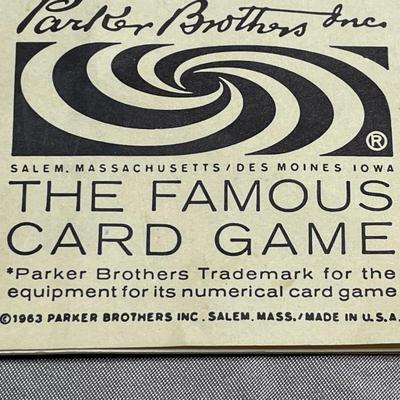 Parker Brothers Inc.
®
SALEM, MASSACHUSETTS/DES MOINES IOWA
THE FAMOUS
CARD GAME
*Parker Brothers Trademark for the
equipment for its numerical card game
©1963 PARKER BROTHERS INC. SALEM, MASS./MADE IN U.S.A.